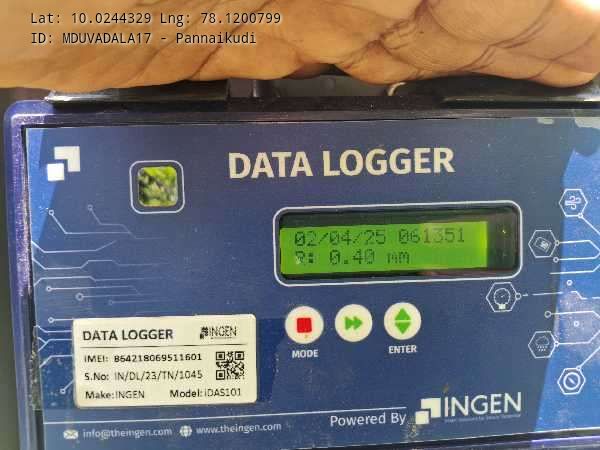 Lat: 10.0244329 Lng: 78.1200799
ID: MDUVADALA17 - Pannaikudi
DATA LOGGER
02/04/25 061351
R: 0.40 mm
DATA LOGGER
INGEN
IMEI: 864218069511601
S.No: IN/DL/23/TN/1045
Make:INGEN Model:iDAS101
MODE
ENTER
Powered By INGEN
info@theingen.com www.theingen.com